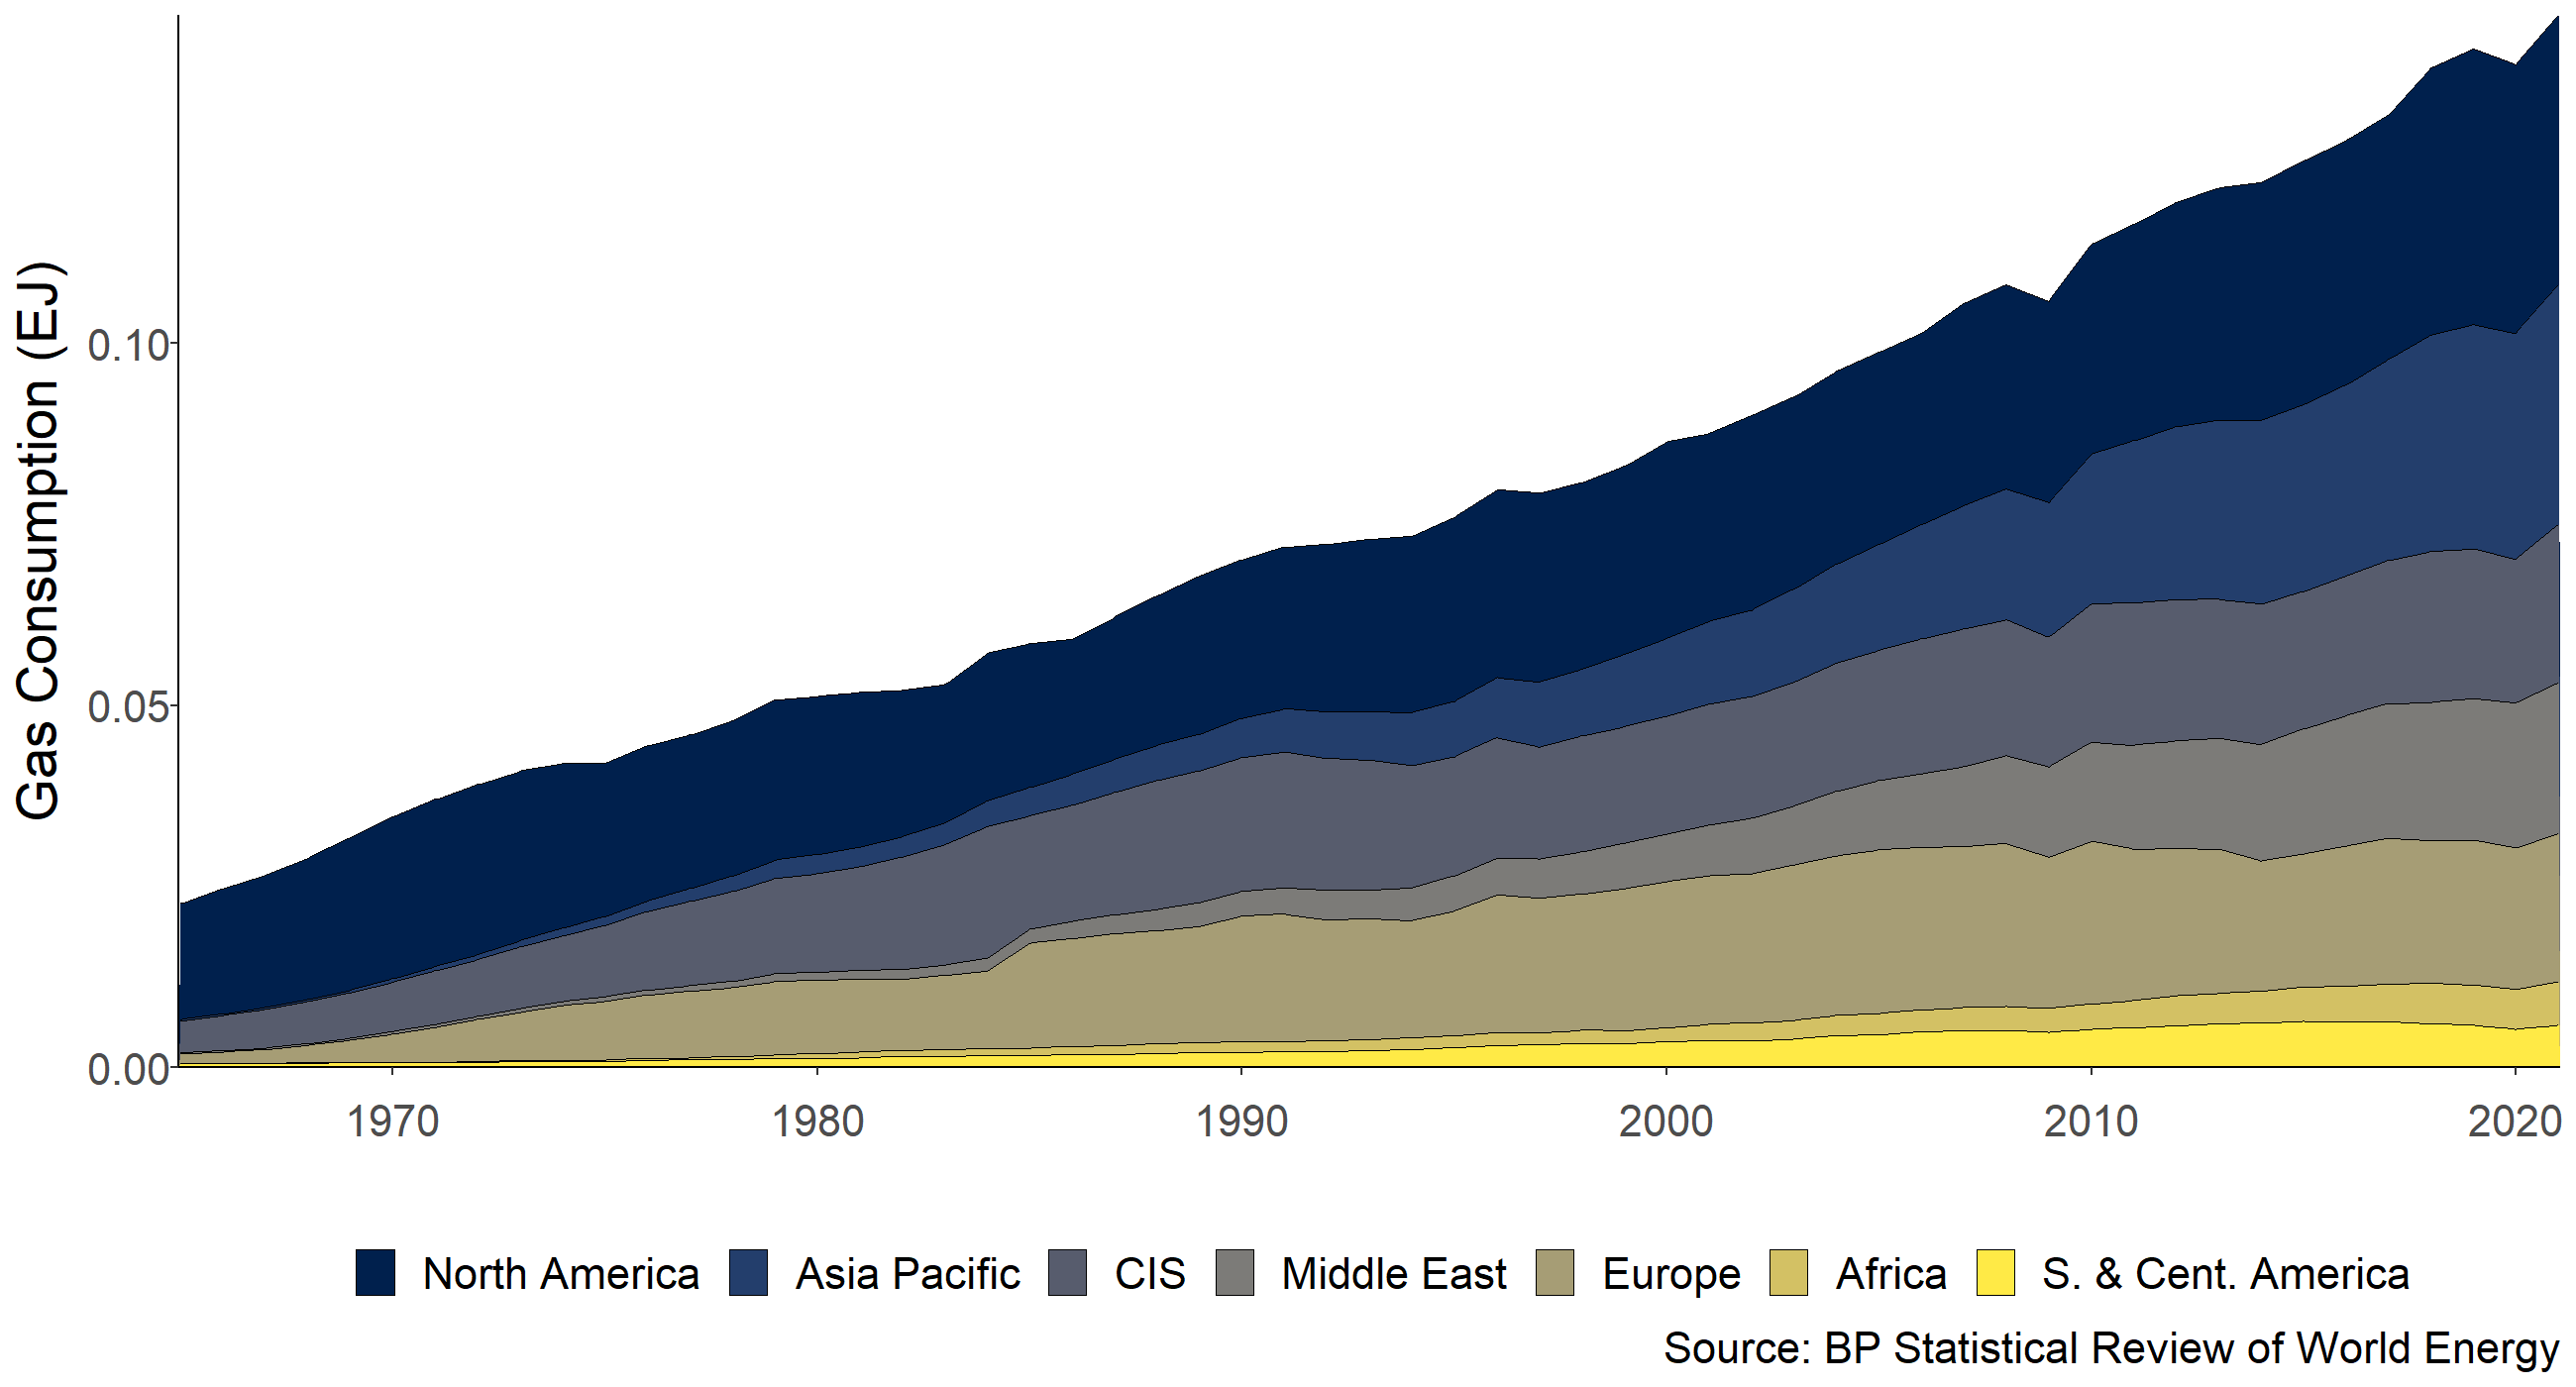 Gas Consumption (EJ)
0.10
0.05
0.00
1970 1980 1990 2000 2010 2020
North America Asia Pacific CIS Middle East Europe Africa S. & Cent. America
Source: BP Statistical Review of World Energy